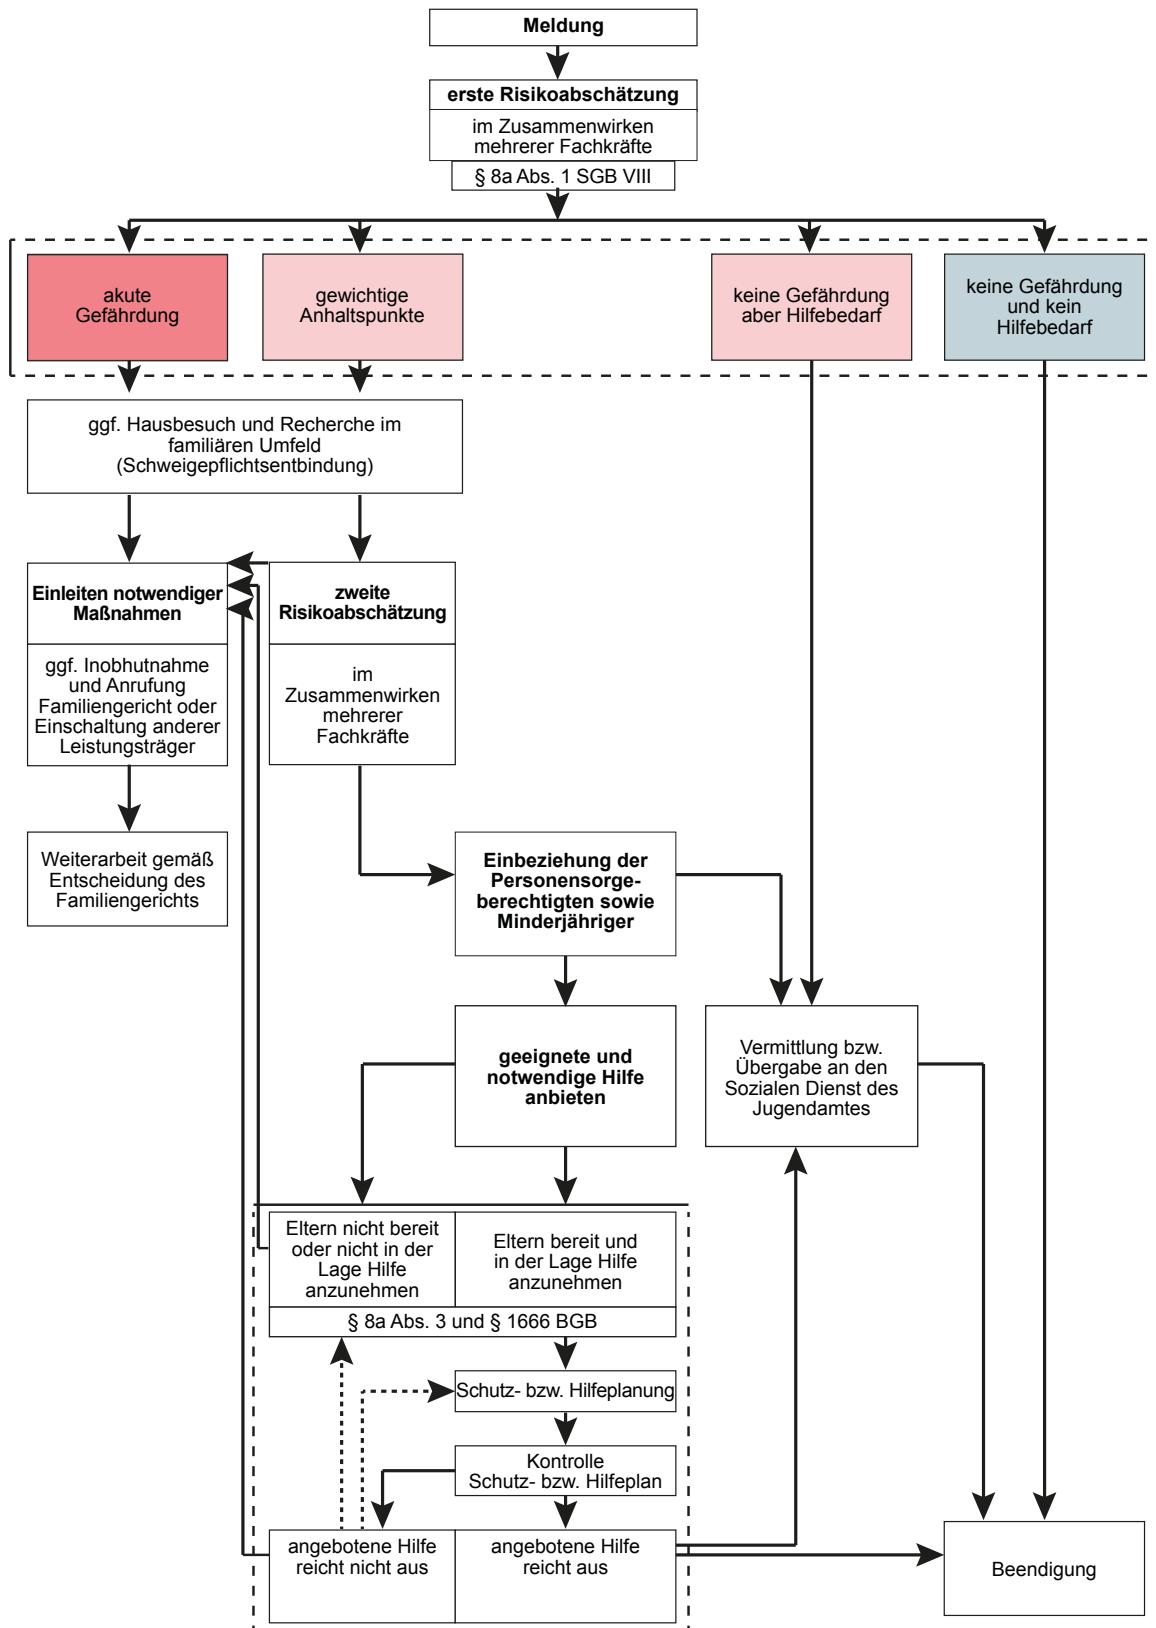 Meldung
erste Risikoabschätzung
im Zusammenwirken
mehrerer Fachkräfte
§ 8a Abs. 1 SGB VIII
akute
Gefährdung
gewichtige
Anhaltspunkte
keine Gefährdung
aber Hilfebedarf
keine Gefährdung
und kein
Hilfebedarf
ggf. Hausbesuch und Recherche im
familiären Umfeld
(Schweigepflichtsentbindung)
Einleiten notwendiger
Maßnahmen
ggf. Inobhutnahme
und Anrufung
Familiengericht oder
Einschaltung anderer
Leistungsträger
zweite
Risikoabschätzung
im
Zusammenwirken
mehrerer
Fachkräfte
Weiterarbeit gemäß
Entscheidung des
Familiengerichts
Einbeziehung der
Personensorge-
berechtigten sowie
Minderjähriger
geeignete und
notwendige Hilfe
anbieten
Vermittlung bzw.
Übergabe an den
Sozialen Dienst des
Jugendamtes
Eltern nicht bereit
oder nicht in der
Lage Hilfe
anzunehmen
Eltern bereit und
in der Lage Hilfe
anzunehmen
§ 8a Abs. 3 und § 1666 BGB
Schutz- bzw. Hilfeplanung
Kontrolle
Schutz- bzw. Hilfeplan
angebotene Hilfe
reicht nicht aus
angebotene Hilfe
reicht aus
Beendigung